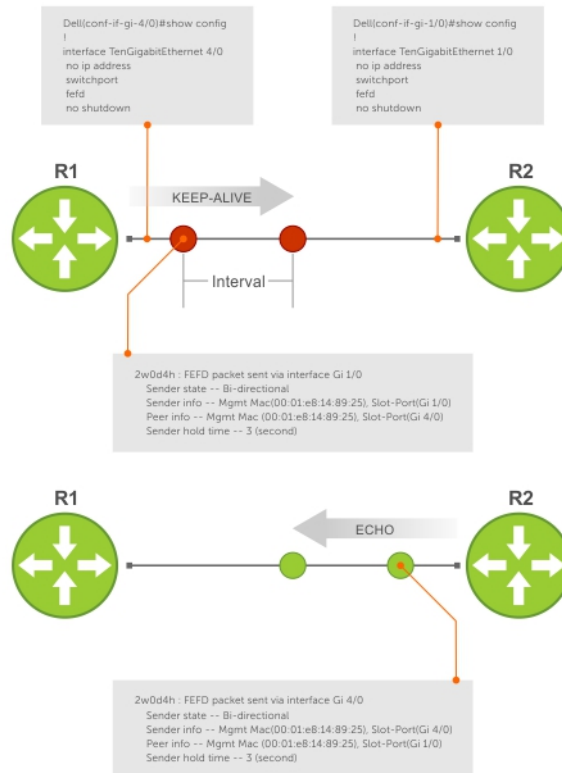 Dell(conf-if-gi-4/0)#show config
!
interface TenGigabitEthernet 4/0
no ip address
switchport
fefd
no shutdown
Dell(conf-if-gi-1/0)#show config
!
interface TenGigabitEthernet 1/0
no ip address
switchport
fefd
no shutdown
R1
R2
KEEP-ALIVE
Interval
2w0d4h : FEFD packet sent via interface Gi 1/0
Sender state -- Bi-directional
Sender info -- Mgmt Mac(00:01:e8:14:89:25), Slot-Port(Gi 1/0)
Peer info -- Mgmt Mac (00:01:e8:14:89:25), Slot-Port(Gi 4/0)
Sender hold time -- 3 (second)
R1
R2
ECHO
2w0d4h : FEFD packet sent via interface Gi 4/0
Sender state -- Bi-directional
Sender info -- Mgmt Mac(00:01:e8:14:89:25), Slot-Port(Gi 4/0)
Peer info -- Mgmt Mac (00:01:e8:14:89:25), Slot-Port(Gi 1/0)
Sender hold time -- 3 (second)